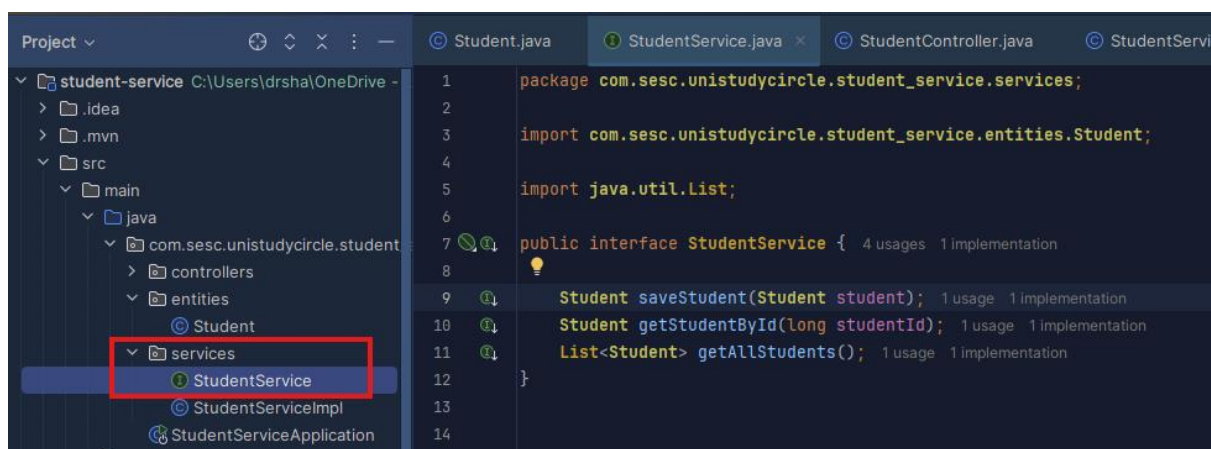 Project
student-service C:\Users\drsha\OneDrive -
.idea
.mvn
src
main
java
com.sesc.unistudycircle.student
controllers
entities
Student
services
StudentService
StudentServiceImpl
StudentServiceApplication
Student.java StudentService.java StudentController.java StudentServi
1 package com.sesc.unistudycircle.student_service.services;
2
3 import com.sesc.unistudycircle.student_service.entities.Student;
4
5 import java.util.List;
6
7 public interface StudentService { 4 usages 1 implementation
8
9 Student saveStudent(Student student); 1 usage 1 implementation
10 Student getStudentById(long studentId); 1 usage 1 implementation
11 List<Student> getAllStudents(); 1 usage 1 implementation
12 }
13
14